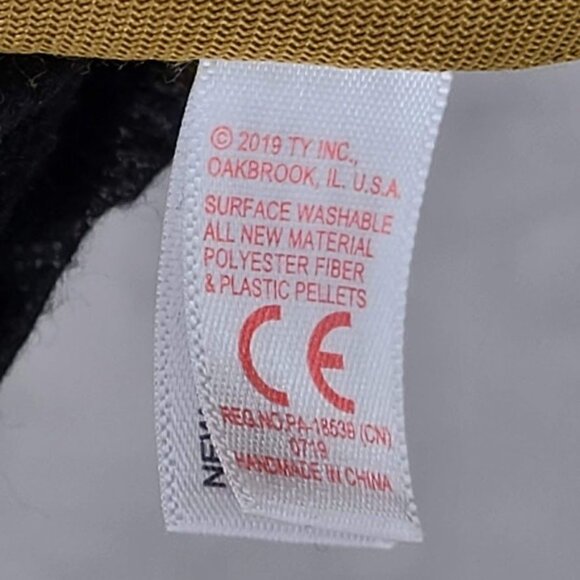 © 2019 TY INC.,
OAKBROOK, IL. U.S.A.
SURFACE WASHABLE
ALL NEW MATERIAL
POLYESTER FIBER
& PLASTIC PELLETS
CE
REG.NO.PA-18539 (CN)
0719
HANDMADE IN CHINA
NEW